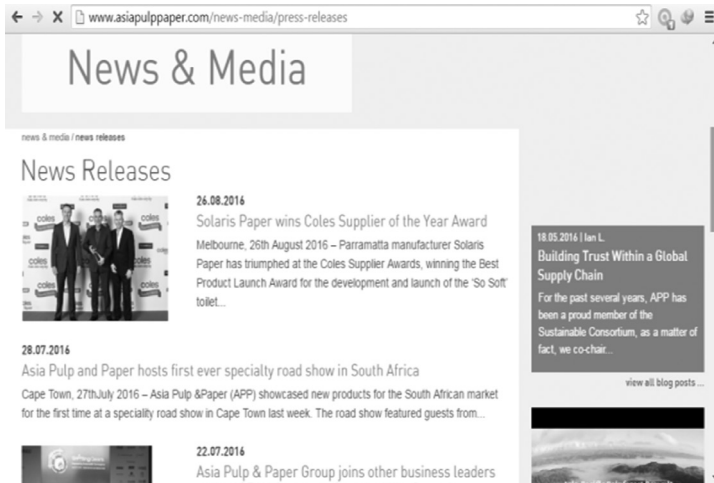 www.asiapulppaper.com/news-media/press-releases
News & Media
news & media / news releases
News Releases
coles
coles
coles
26.08.2016
Solaris Paper wins Coles Supplier of the Year Award
Melbourne, 26th August 2016 – Parramatta manufacturer Solaris
Paper has triumphed at the Coles Supplier Awards, winning the Best
Product Launch Award for the development and launch of the 'So Soft'
toilet...
28.07.2016
Asia Pulp and Paper hosts first ever specialty road show in South Africa
Cape Town, 27thJuly 2016 – Asia Pulp &Paper (APP) showcased new products for the South African market
for the first time at a speciality road show in Cape Town last week. The road show featured guests from...
22.07.2016
Asia Pulp & Paper Group joins other business leaders
18.05.2016 | Ian L.
Building Trust Within a Global
Supply Chain
For the past several years, APP has
been a proud member of the
Sustainable Consortium, as a matter of
fact, we co-chair...
view all blog posts ...